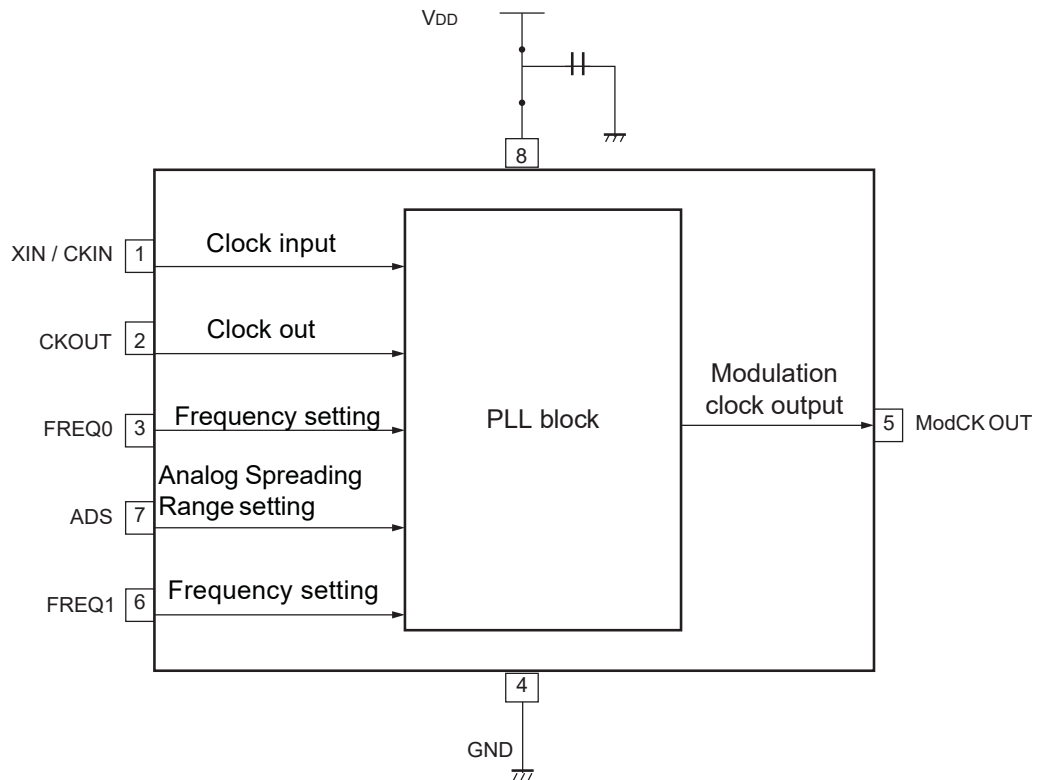 VDD
8
XIN / CKIN 1 Clock input
CKOUT 2 Clock out
FREQ0 3 Frequency setting
ADS 7 Analog Spreading
Range setting
FREQ1 6 Frequency setting
PLL block
Modulation
clock output
5 ModCK OUT
4
GND